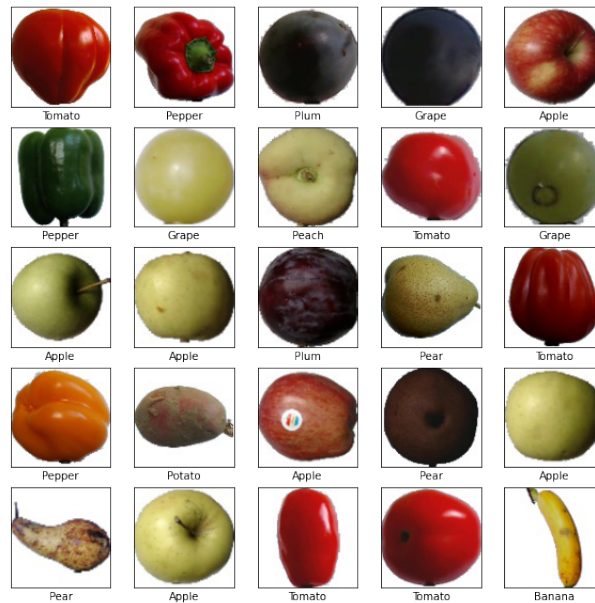 Tomato Pepper Plum Grape Apple
Pepper Grape Peach Tomato Grape
Apple Apple Plum Pear Tomato
Pepper Potato Apple Pear Apple
Pear Apple Tomato Tomato Banana